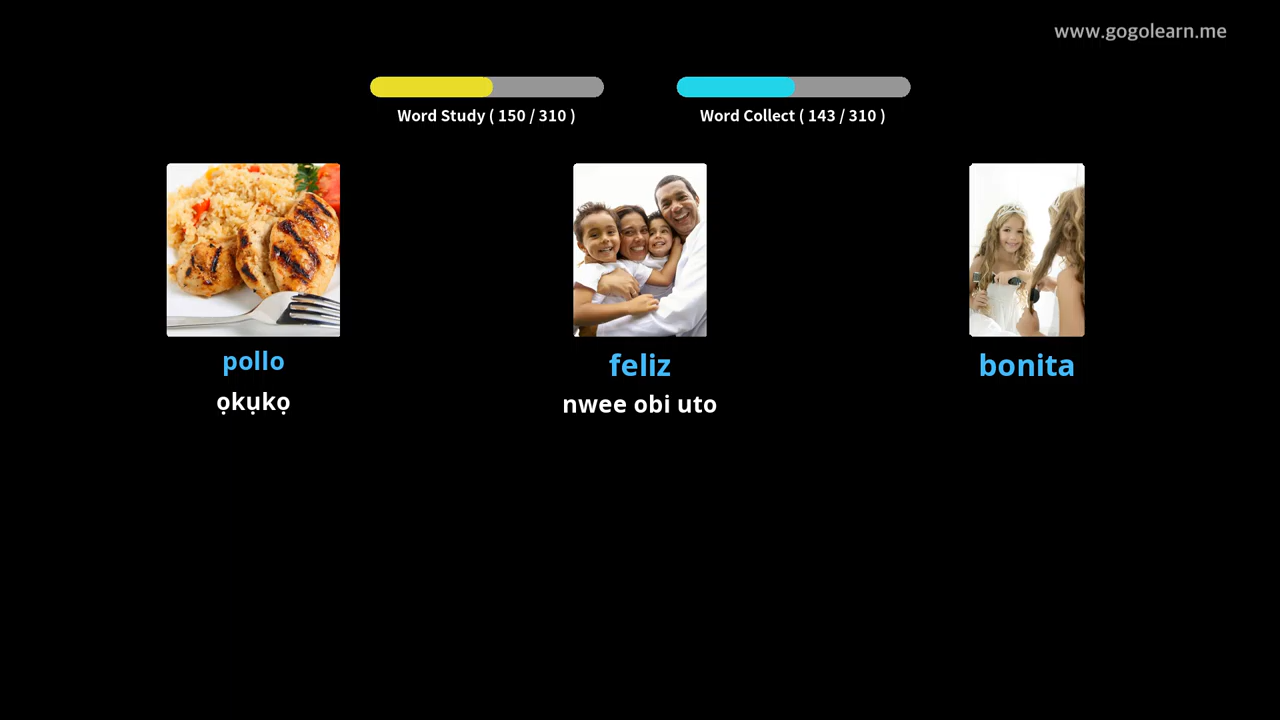 www.gogolearn.me
Word Study ( 150 / 310 )
Word Collect ( 143 / 310 )
pollo
ọkụkọ
feliz
nwee obi uto
bonita